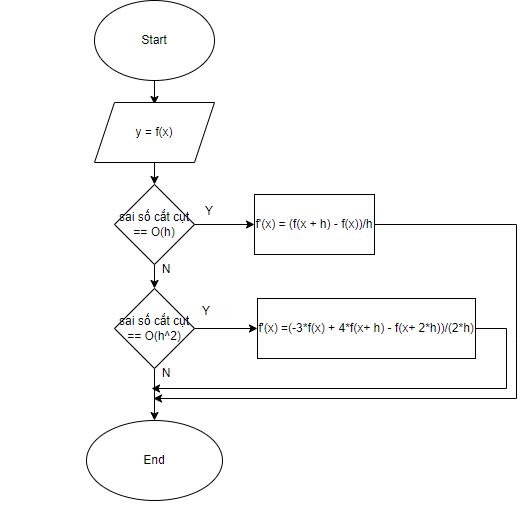 Start
y = f(x)
sai số cắt cụt
== O(h)
Y
f'(x) = (f(x + h) - f(x))/h
N
sai số cắt cụt
== O(h^2)
Y
f'(x) =(-3*f(x) + 4*f(x+ h) - f(x+ 2*h))/(2*h)
N
End